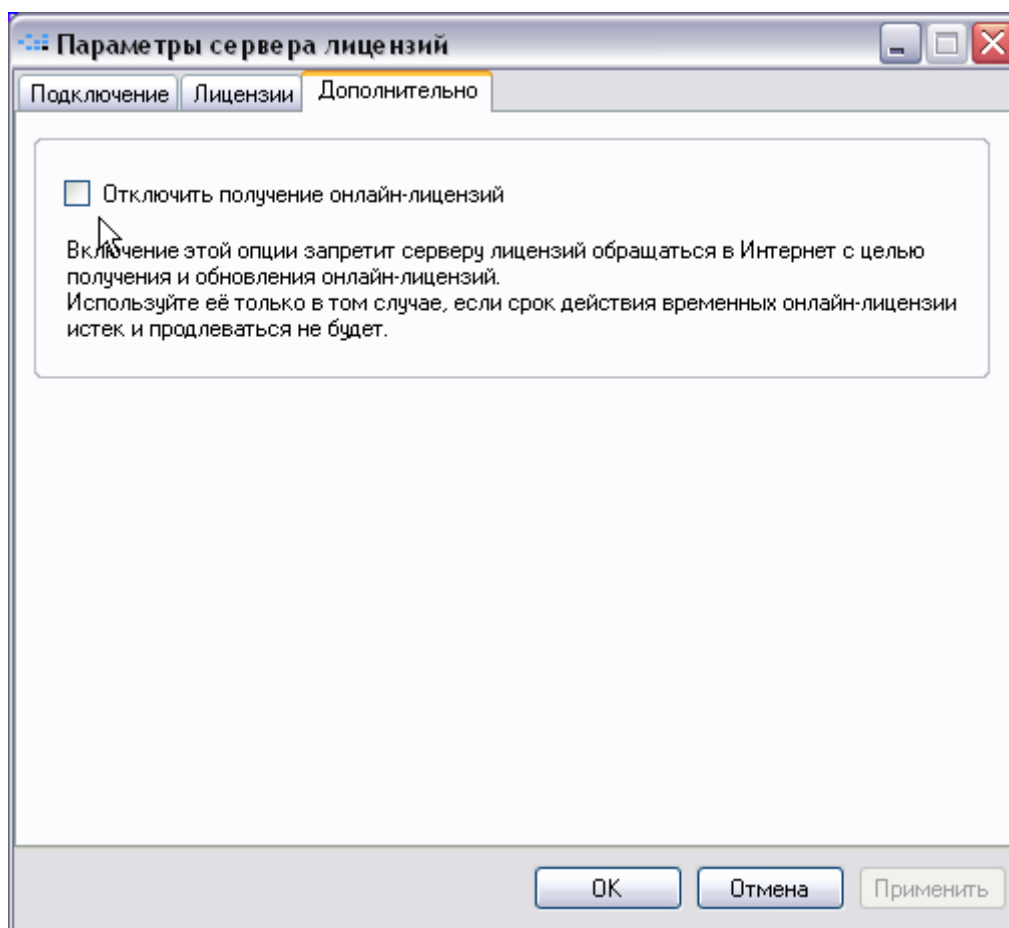 Параметры сервера лицензий
Подключение Лицензии Дополнительно
Отключить получение онлайн-лицензий
Включение этой опции запретит серверу лицензий обращаться в Интернет с целью
получения и обновления онлайн-лицензий.
Используйте её только в том случае, если срок действия временных онлайн-лицензии
истек и продлеваться не будет.
OK Отмена Применить